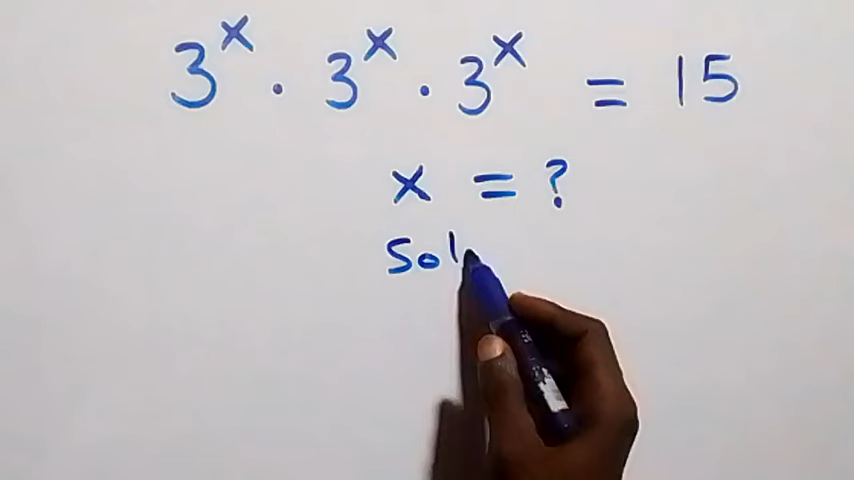 3^x · 3^x · 3^x = 15
x = ?
Sol